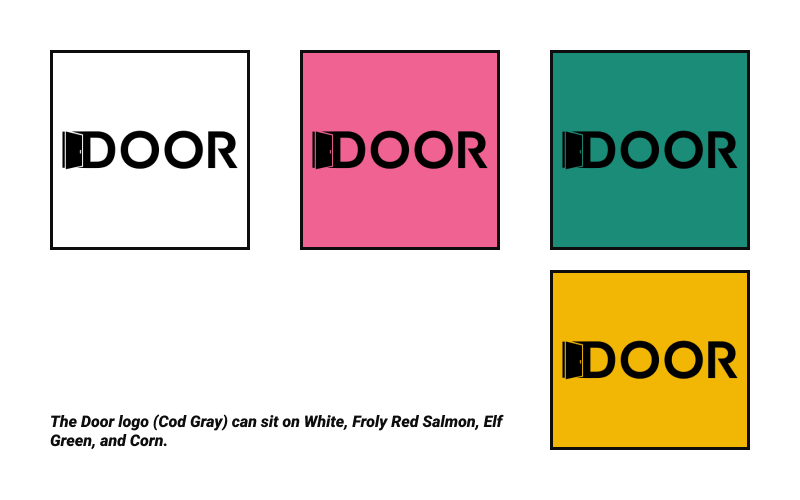 DOOR
DOOR
DOOR
DOOR
The Door logo (Cod Gray) can sit on White, Froly Red Salmon, Elf
Green, and Corn.